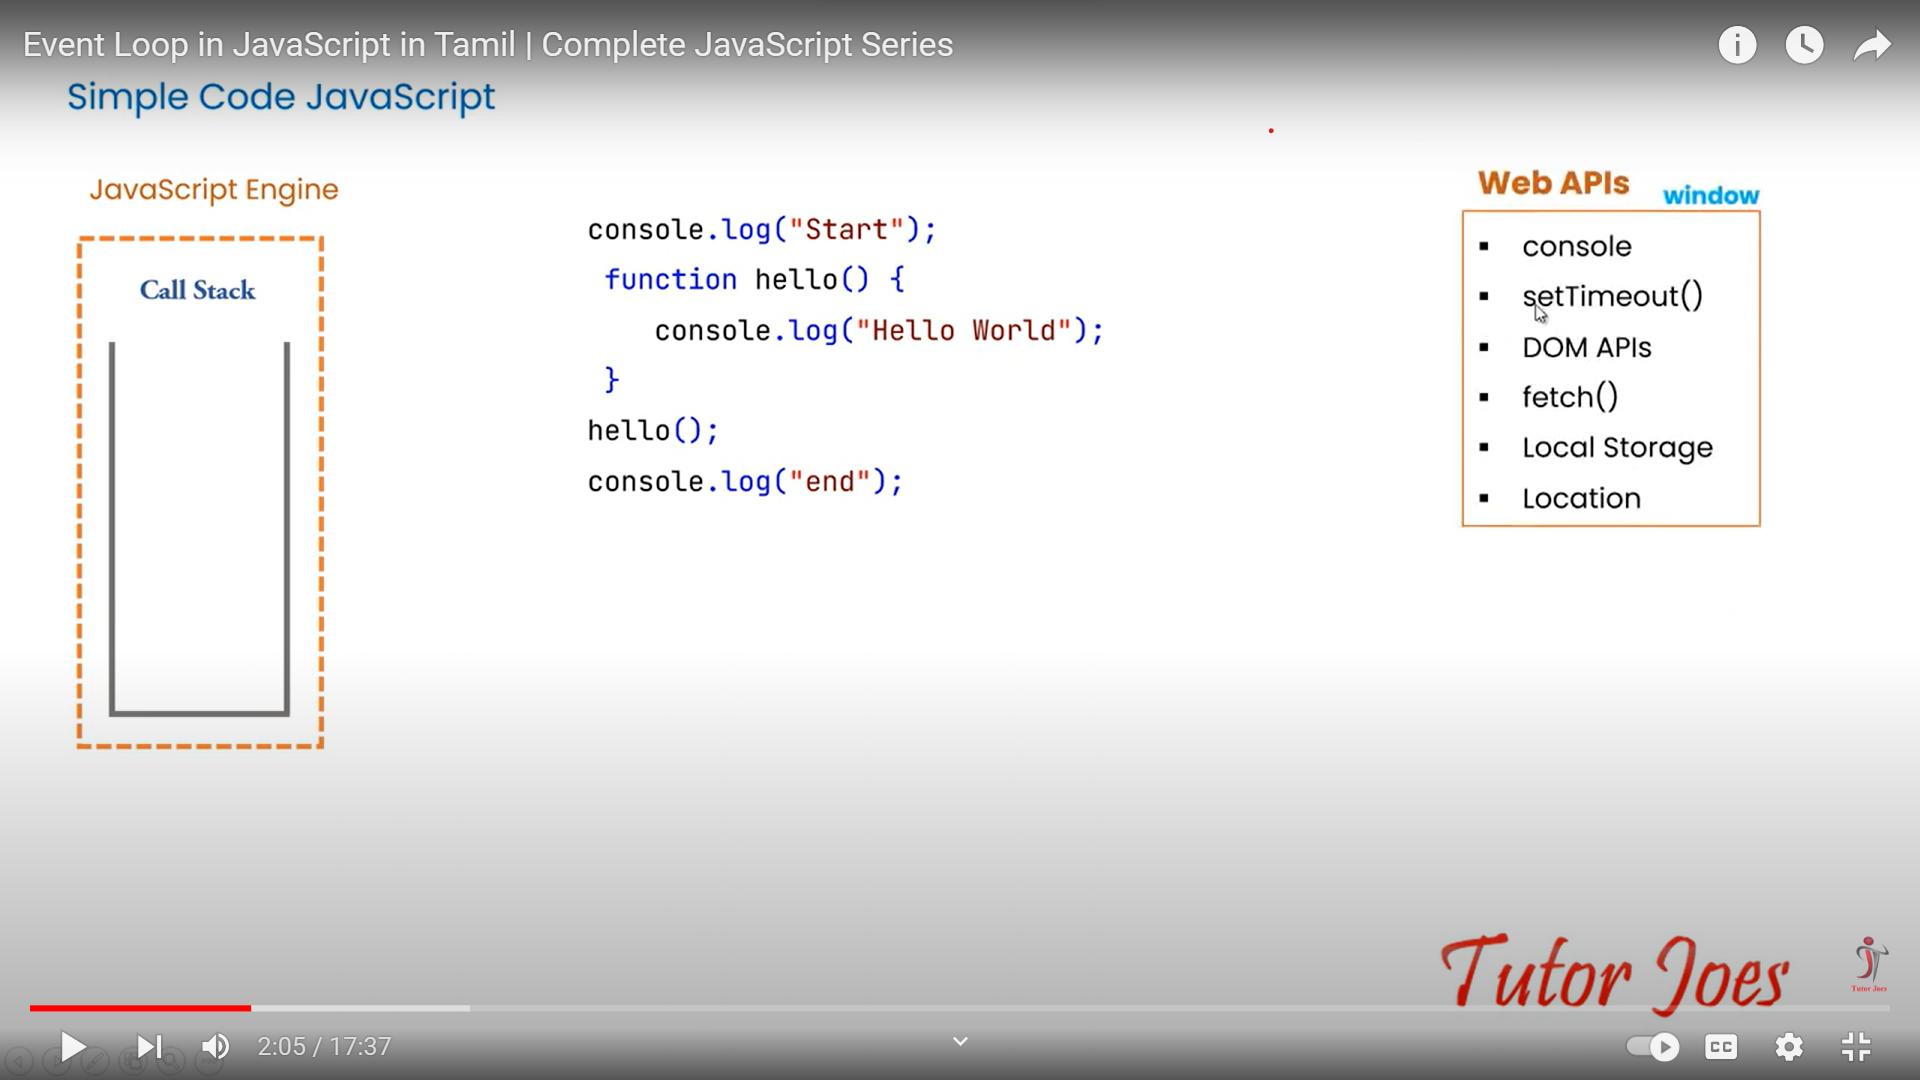 Event Loop in JavaScript in Tamil | Complete JavaScript Series
Simple Code JavaScript
JavaScript Engine
Call Stack
console.log("Start");
function hello() {
console.log("Hello World");
}
hello();
console.log("end");
Web APIs
window
▪ console
▪ setTimeout()
▪ DOM APIs
▪ fetch()
▪ Local Storage
▪ Location
Tutor Joes
Tutor Joes
2:05 / 17:37
CC